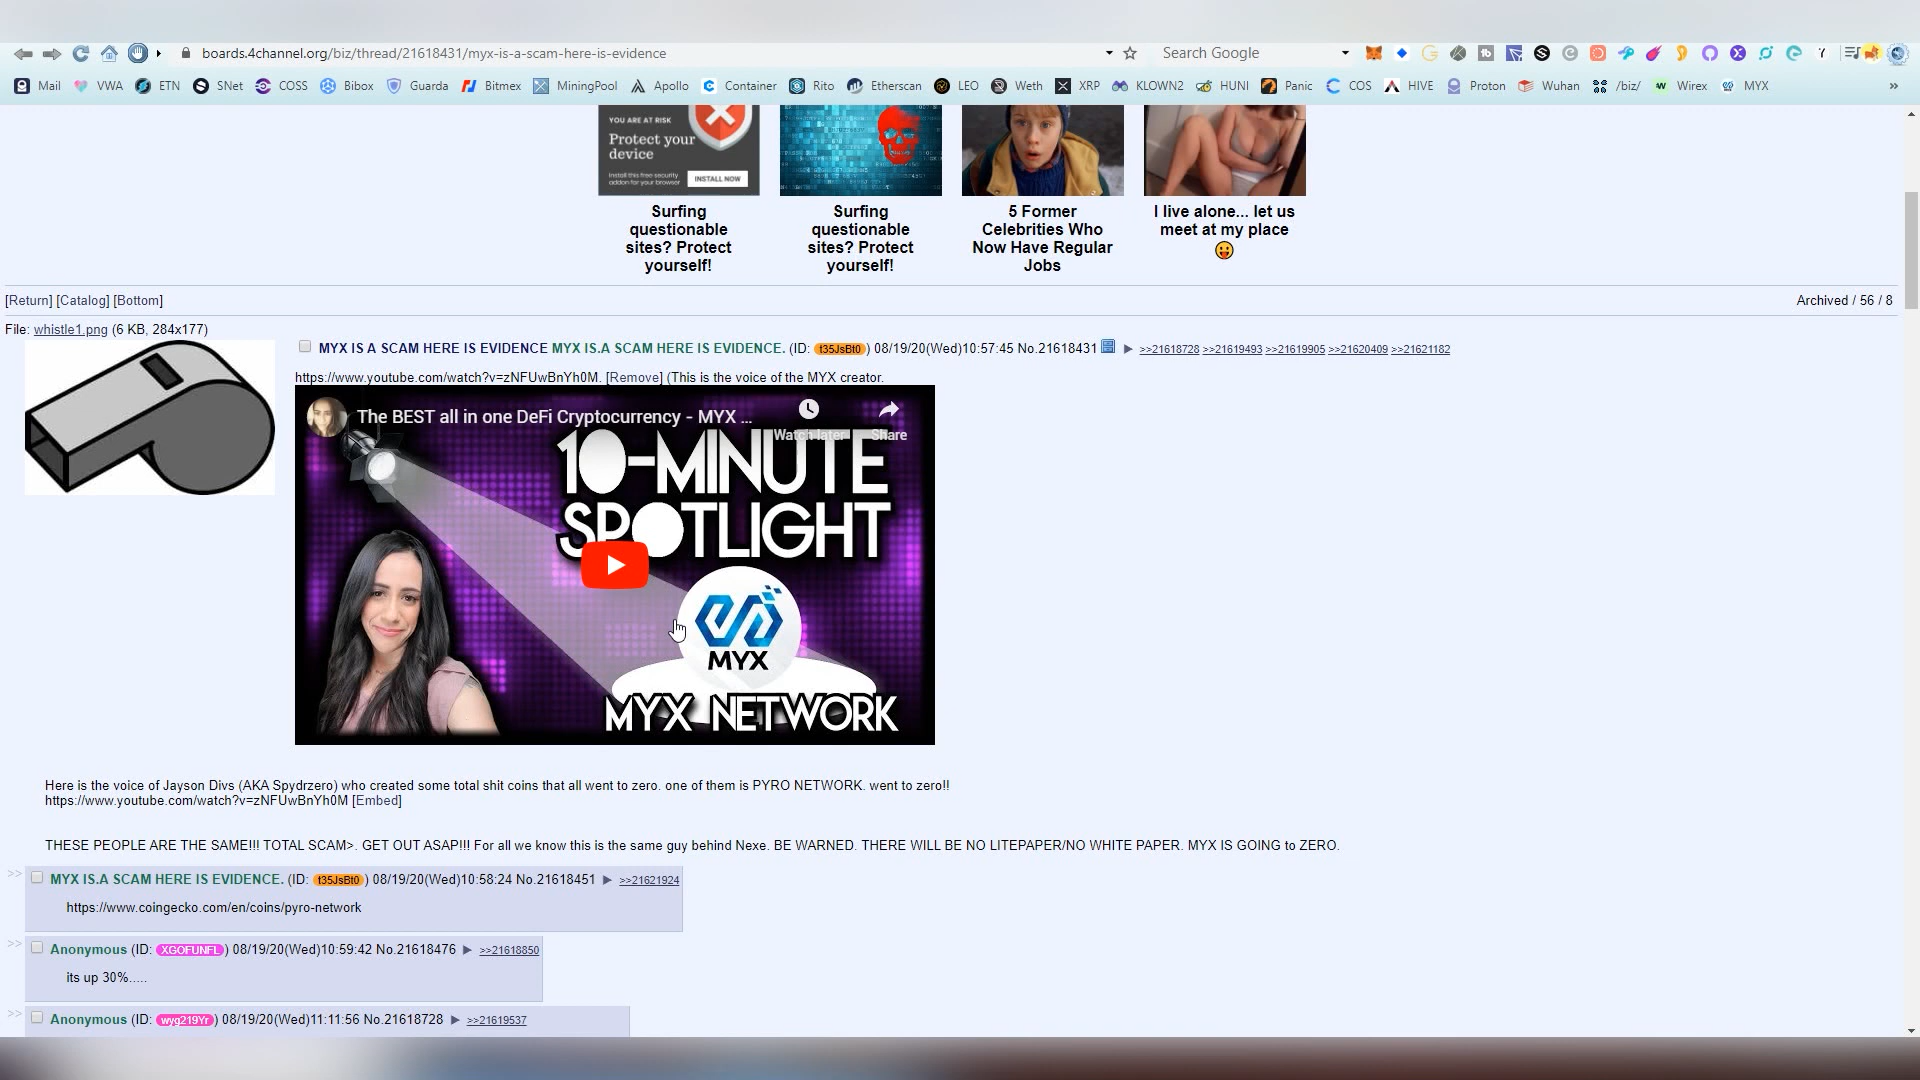 boards.4channel.org/biz/thread/21618431/myx-is-a-scam-here-is-evidence
Search Google
Mail VWA ETN SNet COSS Bibox Guarda Bitmex MiningPool Apollo Container Rito Etherscan LEO Weth XRP KLOWN2 HUNI Panic COS HIVE Proton Wuhan /biz/ Wirex MYX »
YOU ARE AT RISK
Protect your
device
Install this free security
addon for your browser
INSTALL NOW
Surfing
questionable
sites? Protect
yourself!
Surfing
questionable
sites? Protect
yourself!
5 Former
Celebrities Who
Now Have Regular
Jobs
I live alone... let us
meet at my place
😛
[Return] [Catalog] [Bottom]
Archived / 56 / 8
File: whistle1.png (6 KB, 284x177)
MYX IS A SCAM HERE IS EVIDENCE MYX IS.A SCAM HERE IS EVIDENCE. (ID: t35JsBt0) 08/19/20(Wed)10:57:45 No.21618431 ▶ >>21618728 >>21619493 >>21619905 >>21620409 >>21621182
https://www.youtube.com/watch?v=zNFUwBnYh0M. [Remove] (This is the voice of the MYX creator.
The BEST all in one DeFi Cryptocurrency - MYX ...
Watch later
Share
10-MINUTE
SPOTLIGHT
MYX
MYX NETWORK
Here is the voice of Jayson Divs (AKA Spydrzero) who created some total shit coins that all went to zero. one of them is PYRO NETWORK. went to zero!!
https://www.youtube.com/watch?v=zNFUwBnYh0M [Embed]
THESE PEOPLE ARE THE SAME!!! TOTAL SCAM>. GET OUT ASAP!!! For all we know this is the same guy behind Nexe. BE WARNED. THERE WILL BE NO LITEPAPER/NO WHITE PAPER. MYX IS GOING to ZERO.
>> MYX IS.A SCAM HERE IS EVIDENCE. (ID: t35JsBt0) 08/19/20(Wed)10:58:24 No.21618451 ▶ >>21621924
https://www.coingecko.com/en/coins/pyro-network
>> Anonymous (ID: XGOFUNFL) 08/19/20(Wed)10:59:42 No.21618476 ▶ >>21618850
its up 30%.....
>> Anonymous (ID: wyg219Yr) 08/19/20(Wed)11:11:56 No.21618728 ▶ >>21619537